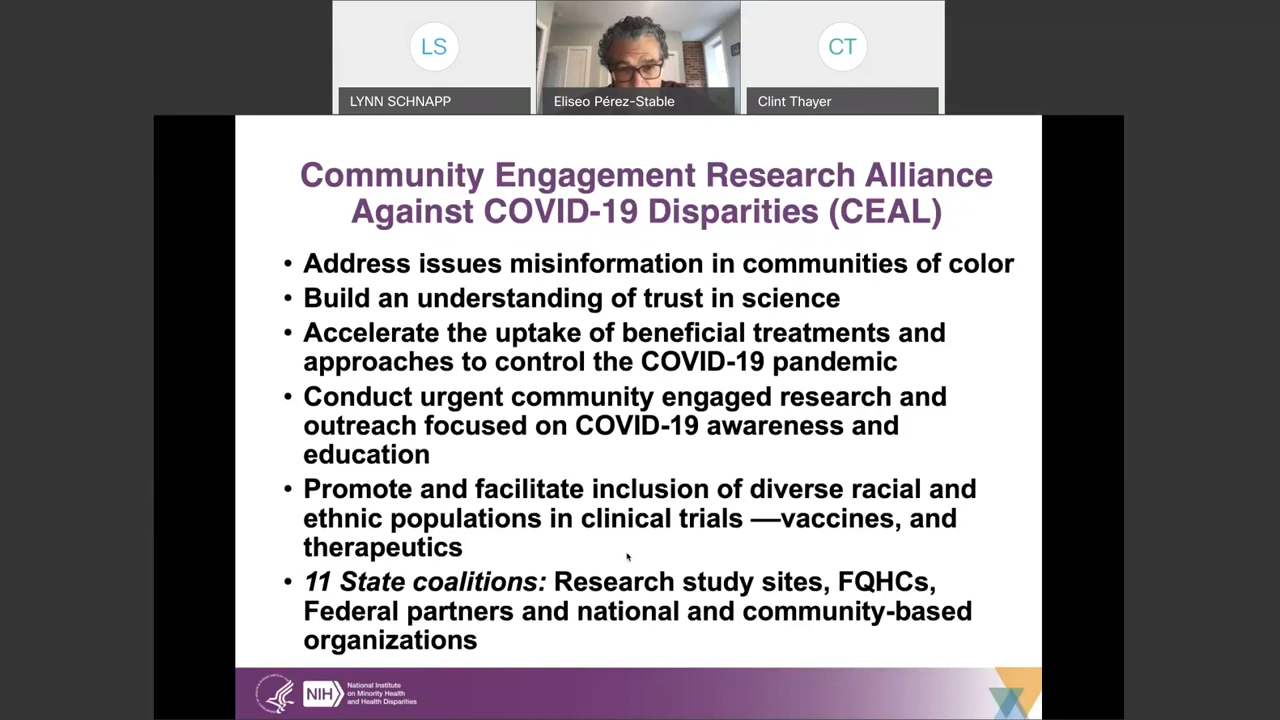 LS
CT
LYNN SCHNAPP
Eliseo Pérez-Stable
Clint Thayer
Community Engagement Research Alliance
Against COVID-19 Disparities (CEAL)
• Address issues misinformation in communities of color
• Build an understanding of trust in science
• Accelerate the uptake of beneficial treatments and
approaches to control the COVID-19 pandemic
• Conduct urgent community engaged research and
outreach focused on COVID-19 awareness and
education
• Promote and facilitate inclusion of diverse racial and
ethnic populations in clinical trials —vaccines, and
therapeutics
• 11 State coalitions: Research study sites, FQHCs,
Federal partners and national and community-based
organizations
NIH
National Institute
on Minority Health
and Health Disparities